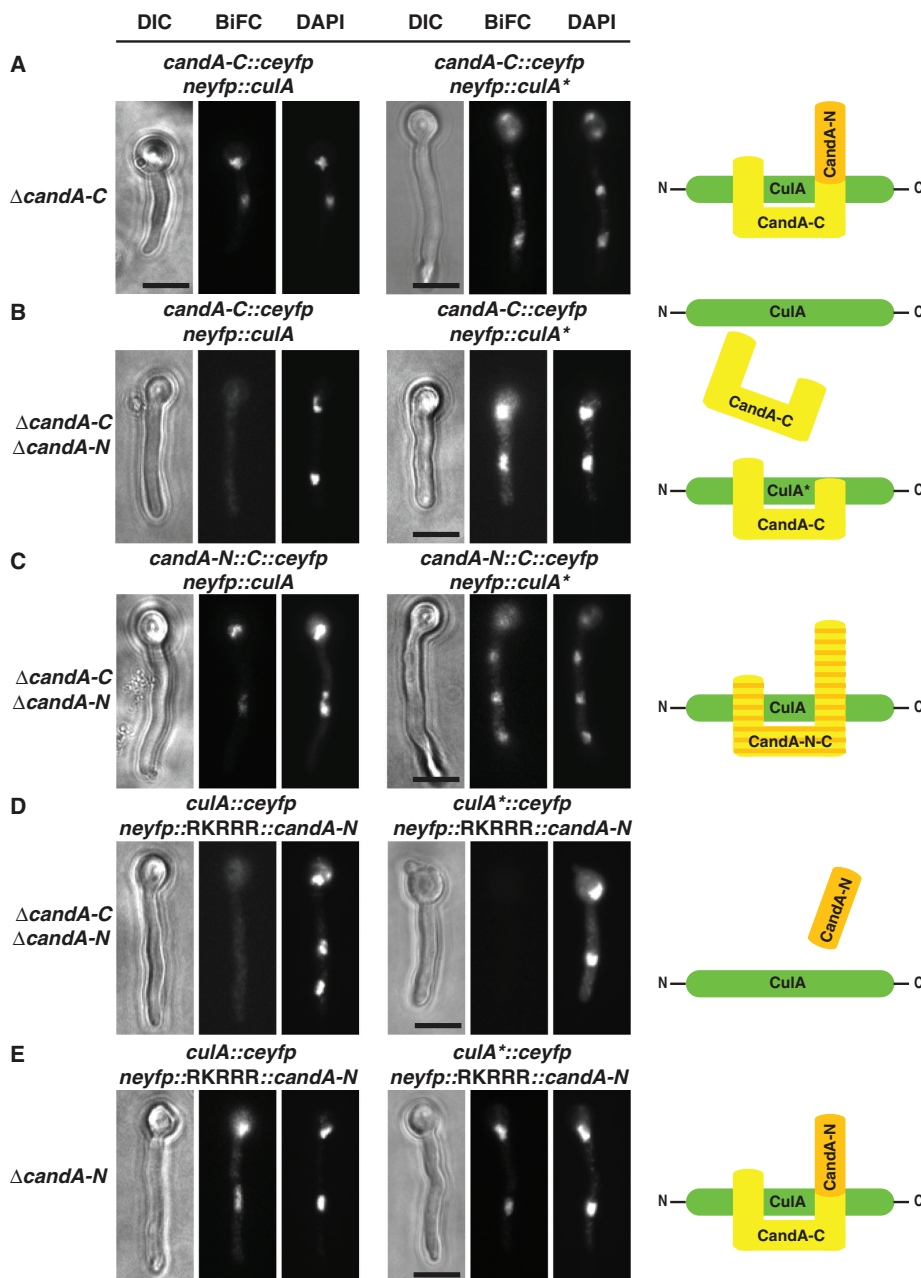 DIC BiFC DAPI DIC BiFC DAPI
A
candA-C::ceyfp
neyfp::culA
candA-C::ceyfp
neyfp::culA*
ΔcandA-C
N CulA C
CandA-N
CandA-C
B
candA-C::ceyfp
neyfp::culA
candA-C::ceyfp
neyfp::culA*
ΔcandA-C
ΔcandA-N
N CulA C
CandA-C
N CulA* C
CandA-C
C
candA-N::C::ceyfp
neyfp::culA
candA-N::C::ceyfp
neyfp::culA*
ΔcandA-C
ΔcandA-N
N CulA C
CandA-N-C
D
culA::ceyfp
neyfp::RKRRR::candA-N
culA*::ceyfp
neyfp::RKRRR::candA-N
ΔcandA-C
ΔcandA-N
CandA-N
N CulA C
E
culA::ceyfp
neyfp::RKRRR::candA-N
culA*::ceyfp
neyfp::RKRRR::candA-N
ΔcandA-N
CandA-N
N CulA C
CandA-C